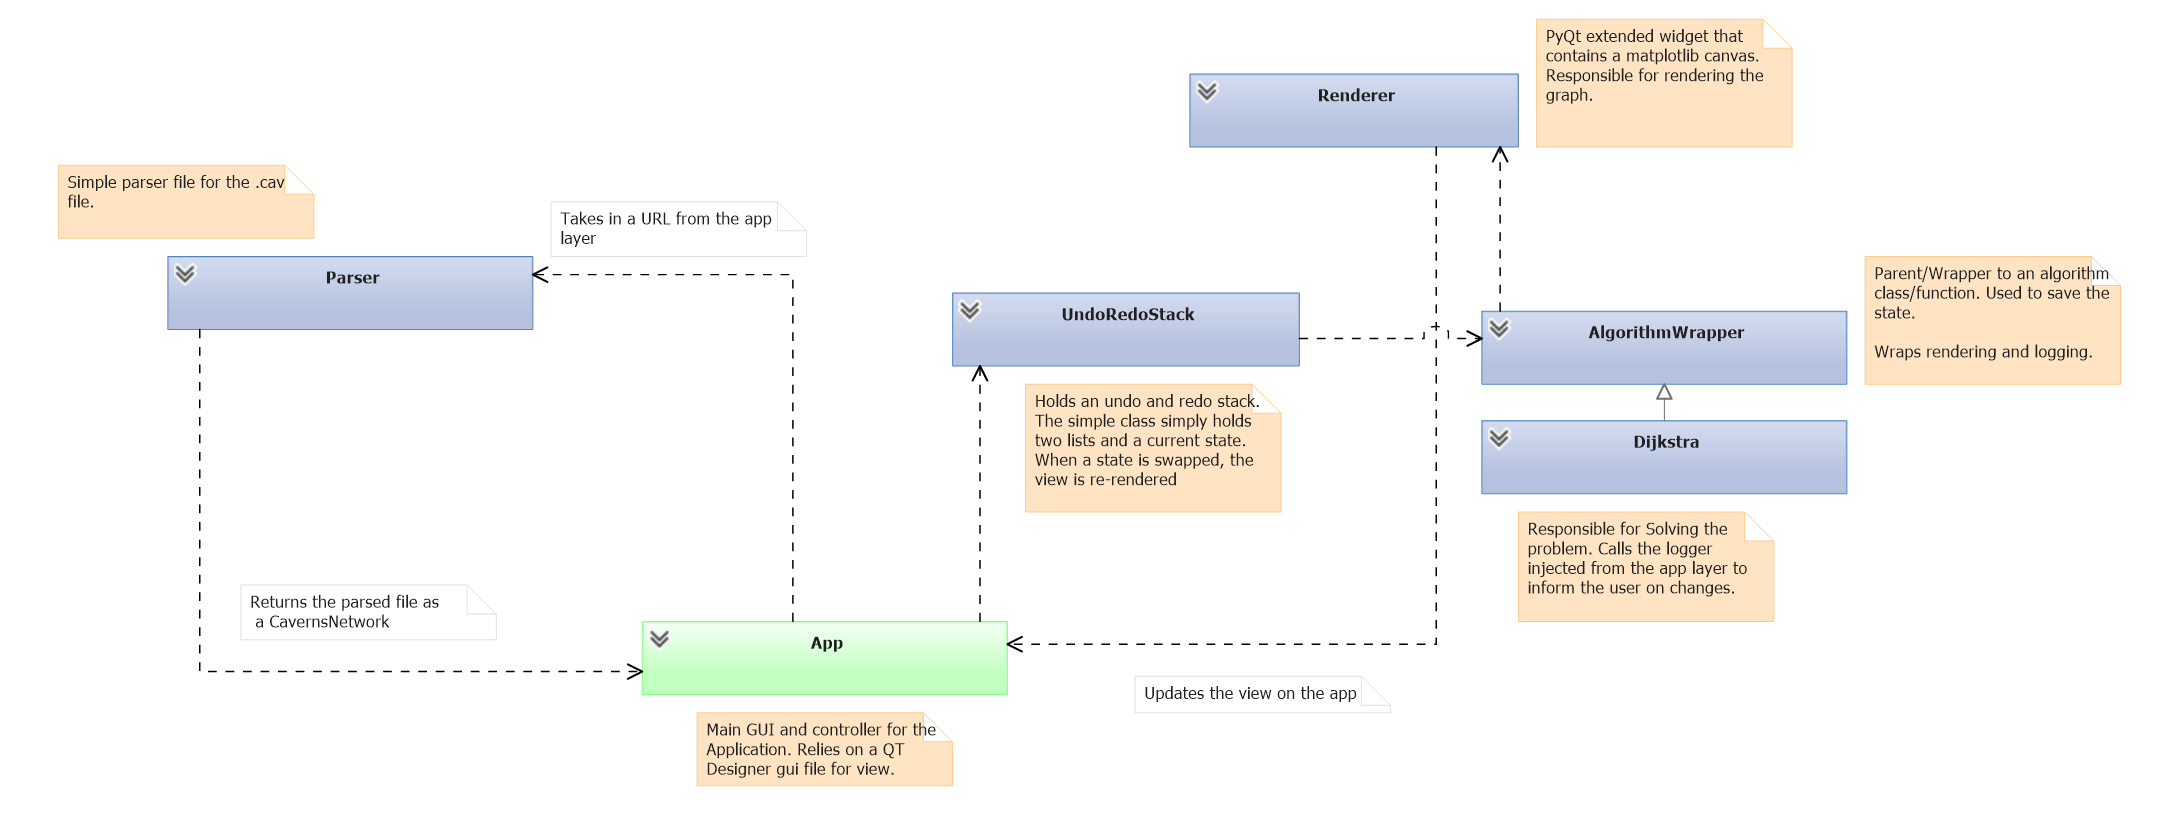 PyQt extended widget that
contains a matplotlib canvas.
Responsible for rendering the
graph.
Renderer
Simple parser file for the .cav
file.
Takes in a URL from the app
layer
Parser
UndoRedoStack
AlgorithmWrapper
Parent/Wrapper to an algorithm
class/function. Used to save the
state.
Wraps rendering and logging.
Holds an undo and redo stack.
The simple class simply holds
two lists and a current state.
When a state is swapped, the
view is re-rendered
Dijkstra
Responsible for Solving the
problem. Calls the logger
injected from the app layer to
inform the user on changes.
Returns the parsed file as
a CavernsNetwork
App
Updates the view on the app
Main GUI and controller for the
Application. Relies on a QT
Designer gui file for view.